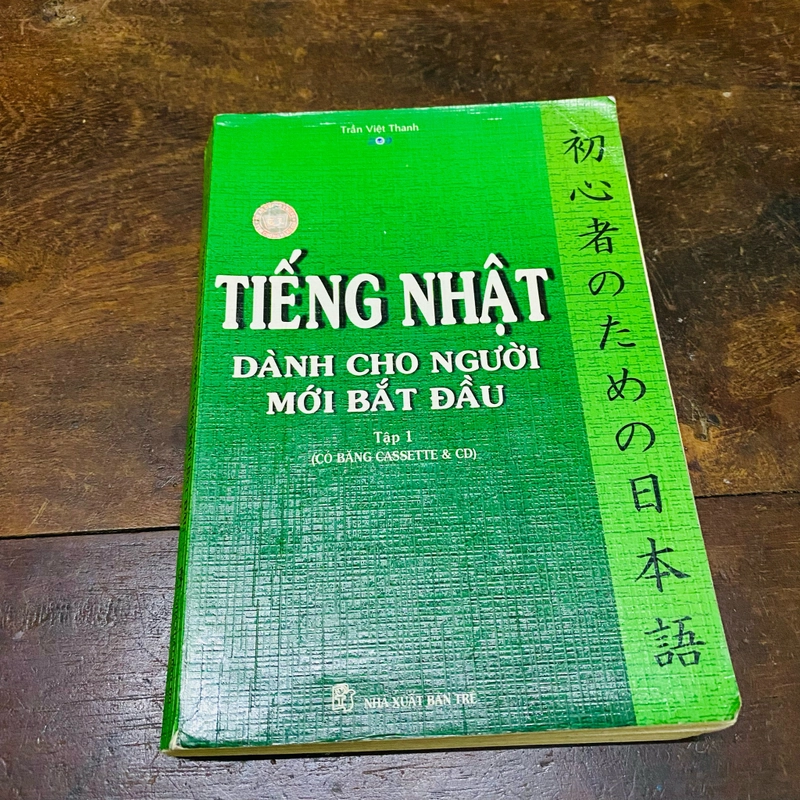 Trần Việt Thanh
TIẾNG NHẬT
DÀNH CHO NGƯỜI
MỚI BẮT ĐẦU
Tập 1
(CÓ BĂNG CASSETTE & CD)
NHÀ XUẤT BẢN TRẺ
初心者のための日本語